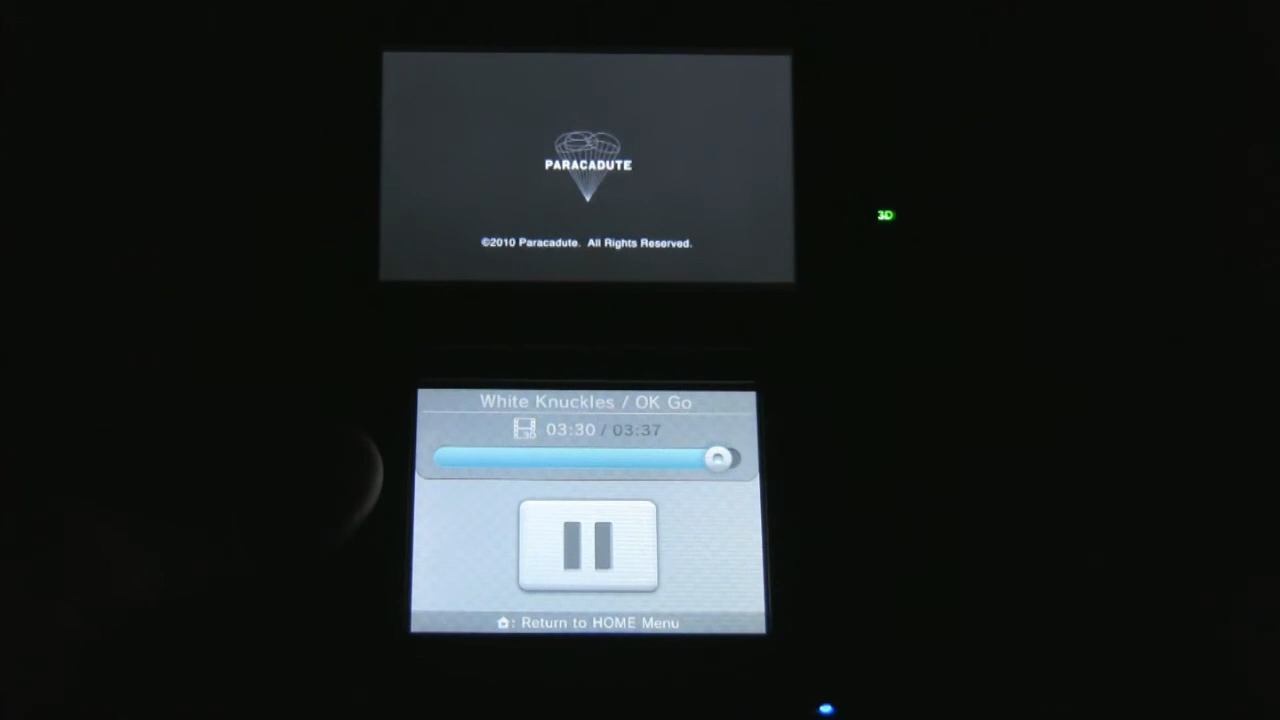 PARACADUTE
©2010 Paracadute. All Rights Reserved.
3D
White Knuckles / OK Go
3D 03:30 / 03:37
: Return to HOME Menu